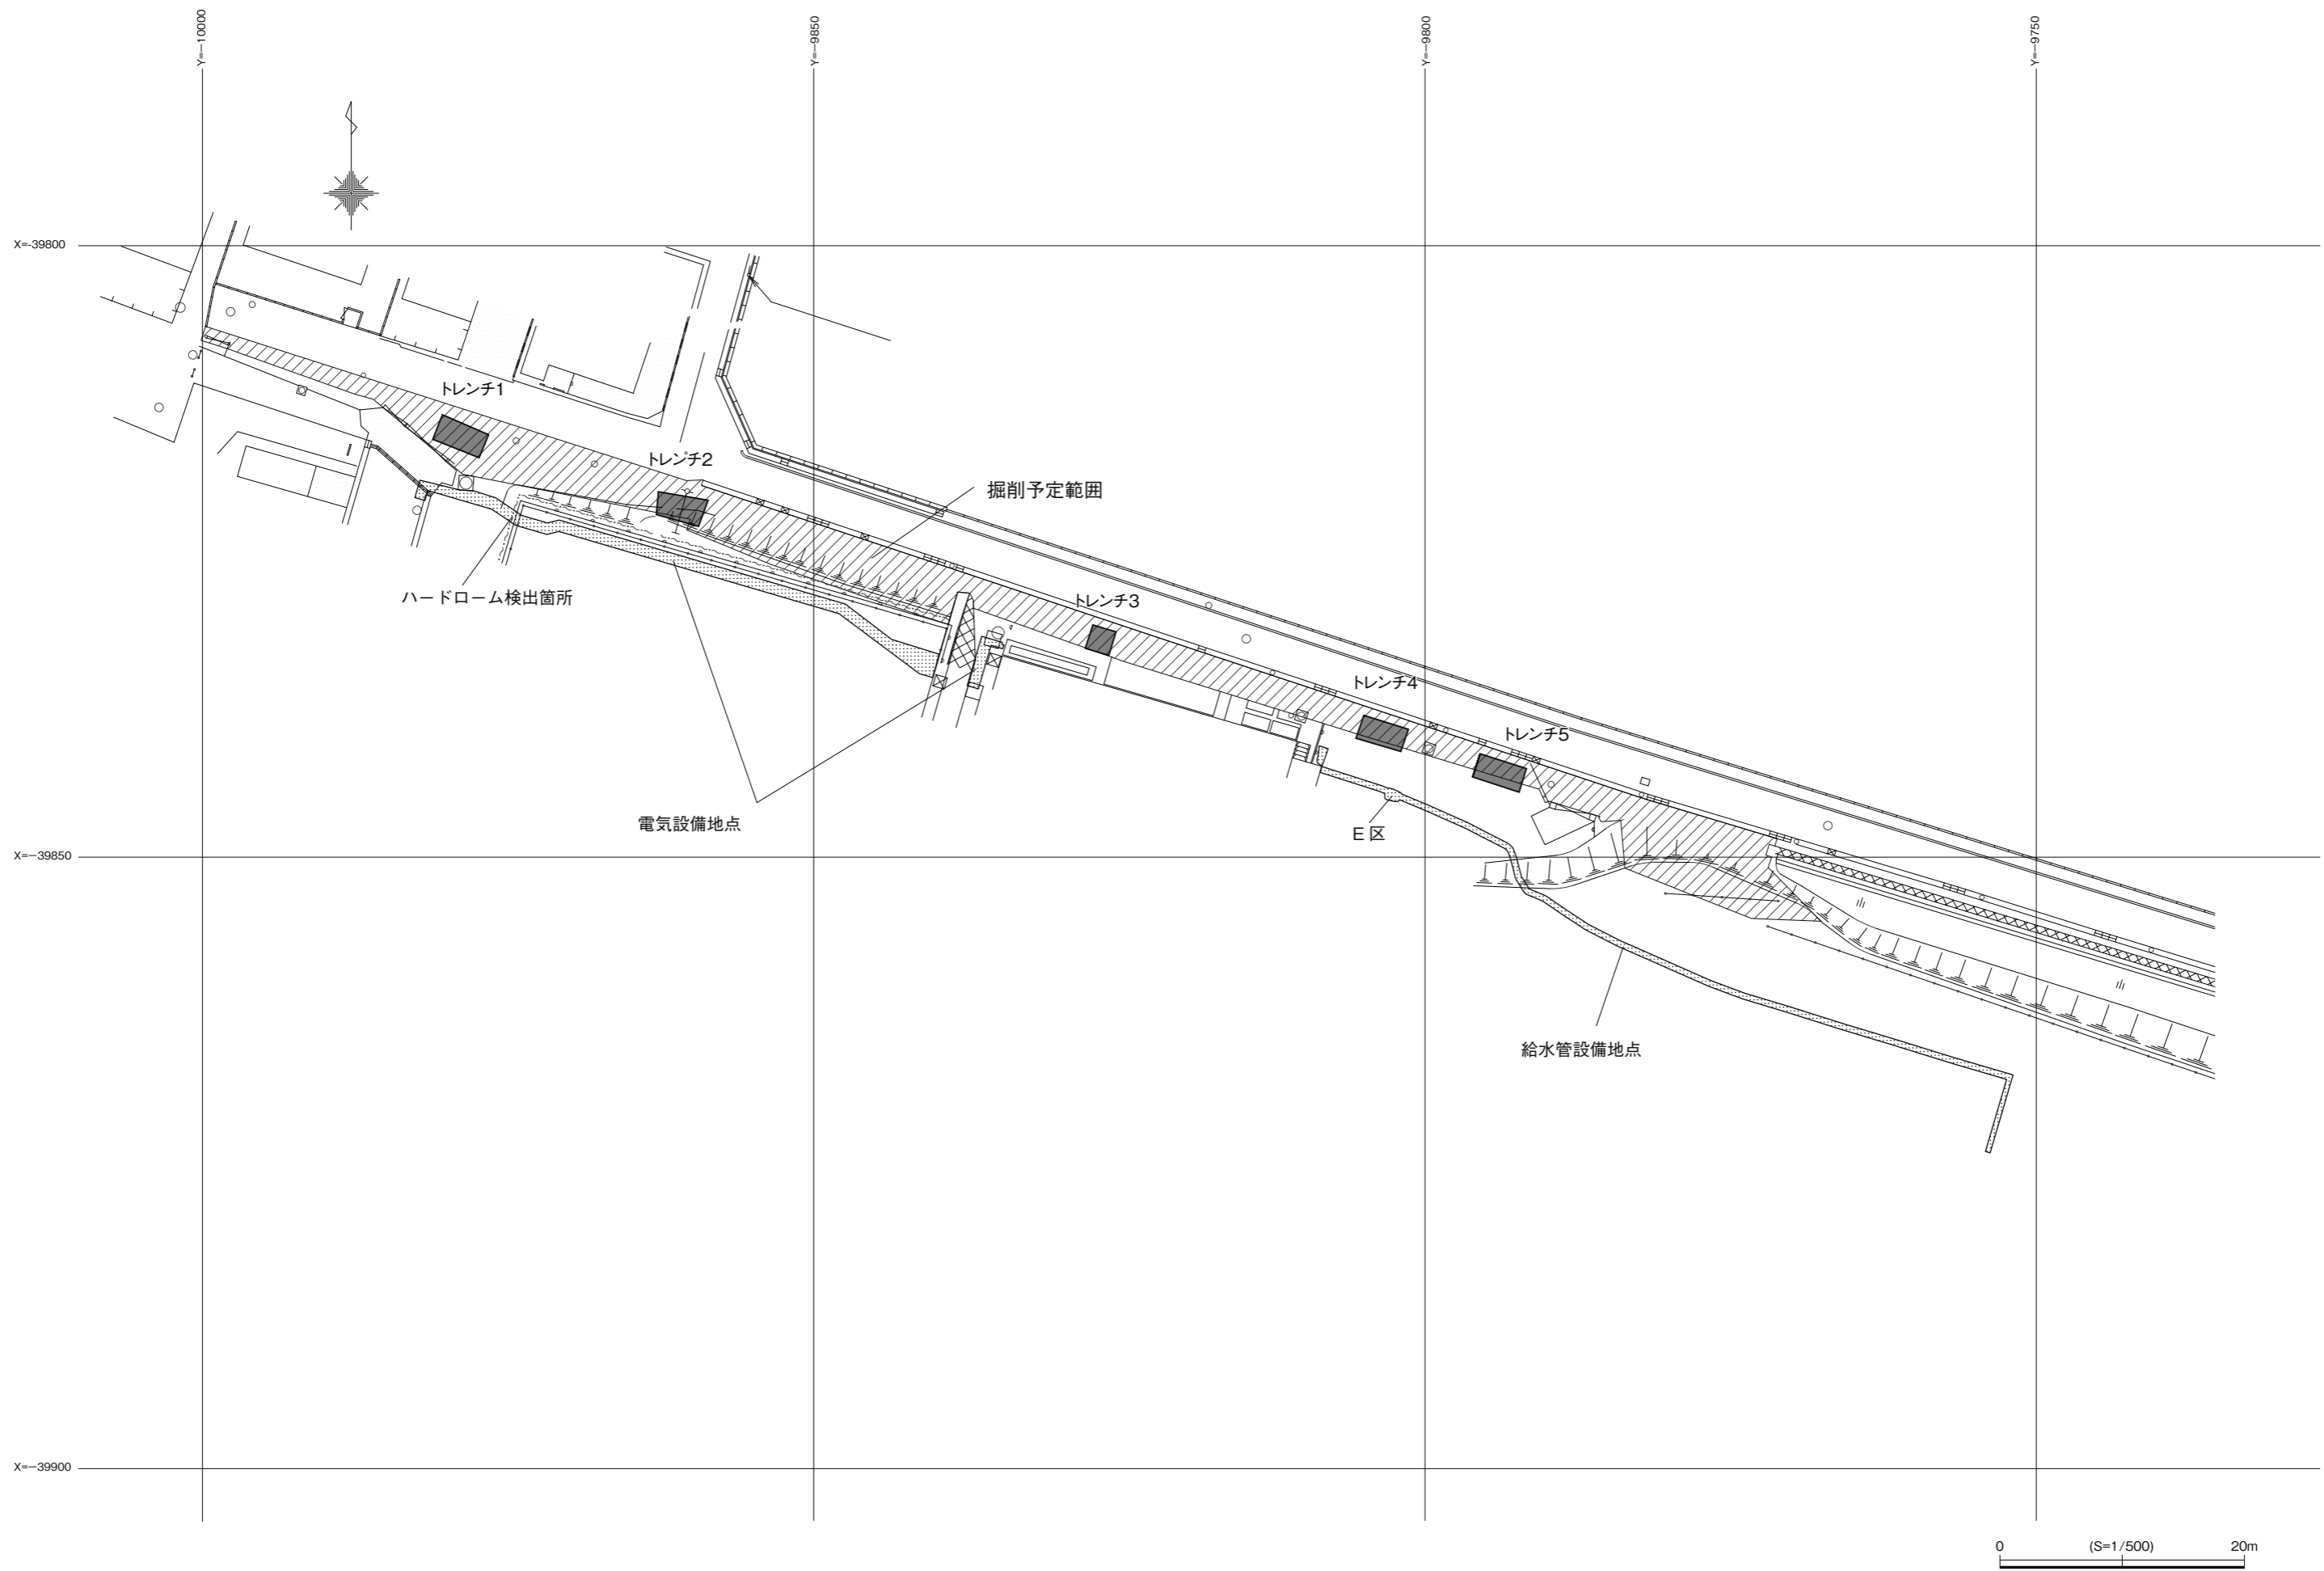 Y=−10000
Y=−9850
Y=−9800
Y=−9750
X=-39800
トレンチ1
トレンチ2
掘削予定範囲
ハードローム検出箇所
トレンチ3
トレンチ4
トレンチ5
電気設備地点
E区
X=−39850
給水管設備地点
X=−39900
0 (S=1/500) 20m